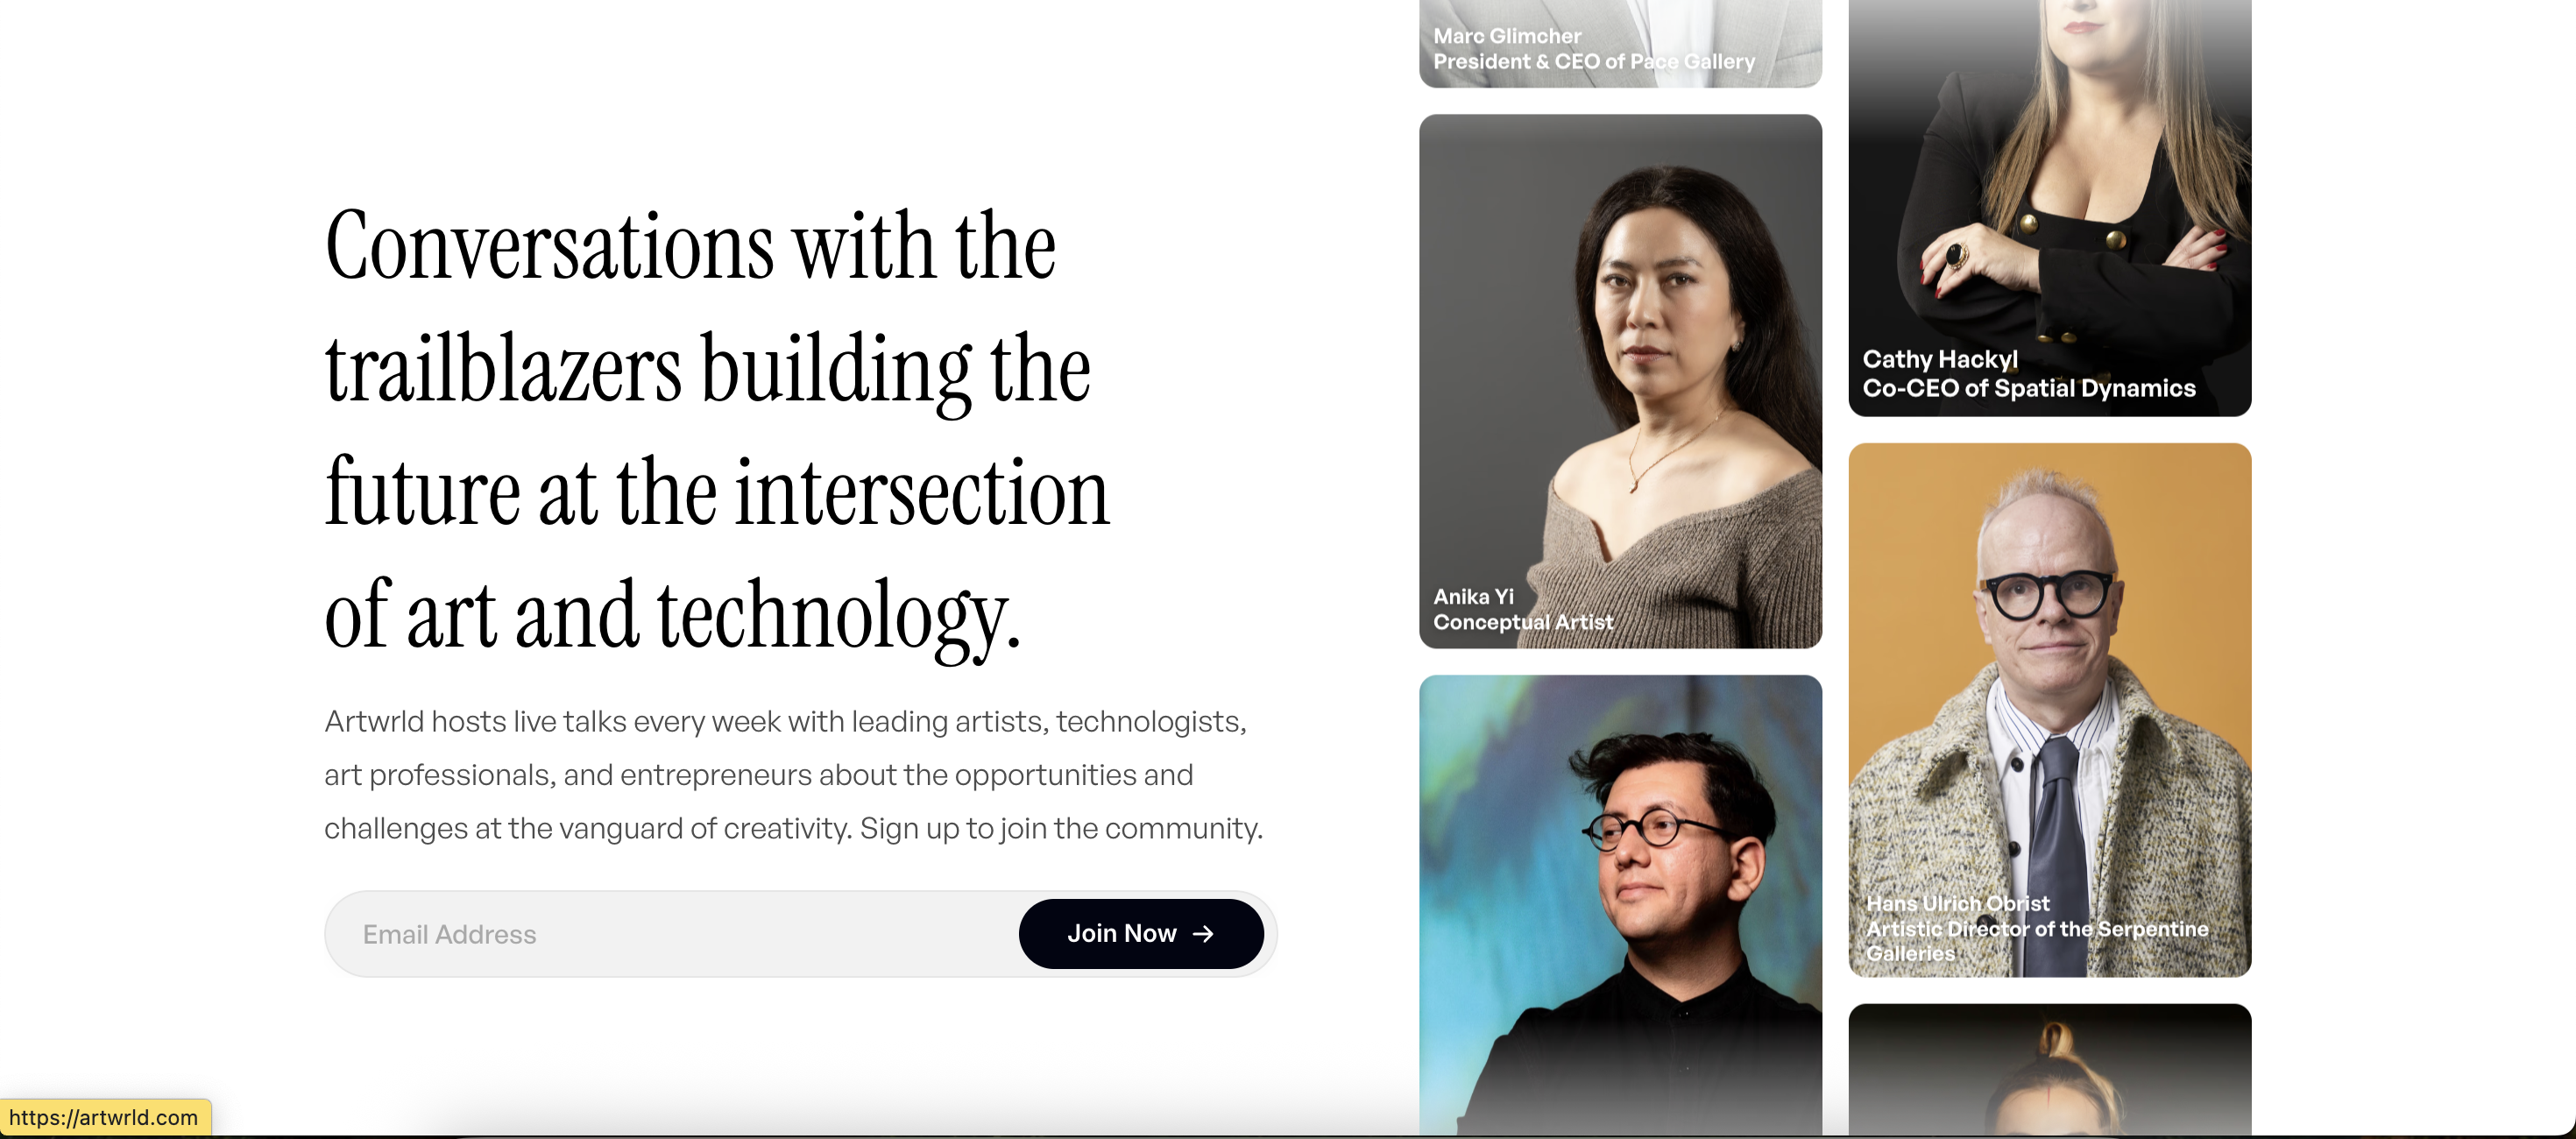 Conversations with the
trailblazers building the
future at the intersection
of art and technology.
Artwrld hosts live talks every week with leading artists, technologists,
art professionals, and entrepreneurs about the opportunities and
challenges at the vanguard of creativity. Sign up to join the community.
Email Address
Join Now →
Marc Glimcher
President & CEO of Pace Gallery
Anika Yi
Conceptual Artist
Cathy Hackyl
Co-CEO of Spatial Dynamics
Hans Ulrich Obrist
Artistic Director of the Serpentine
Galleries
https://artwrld.com